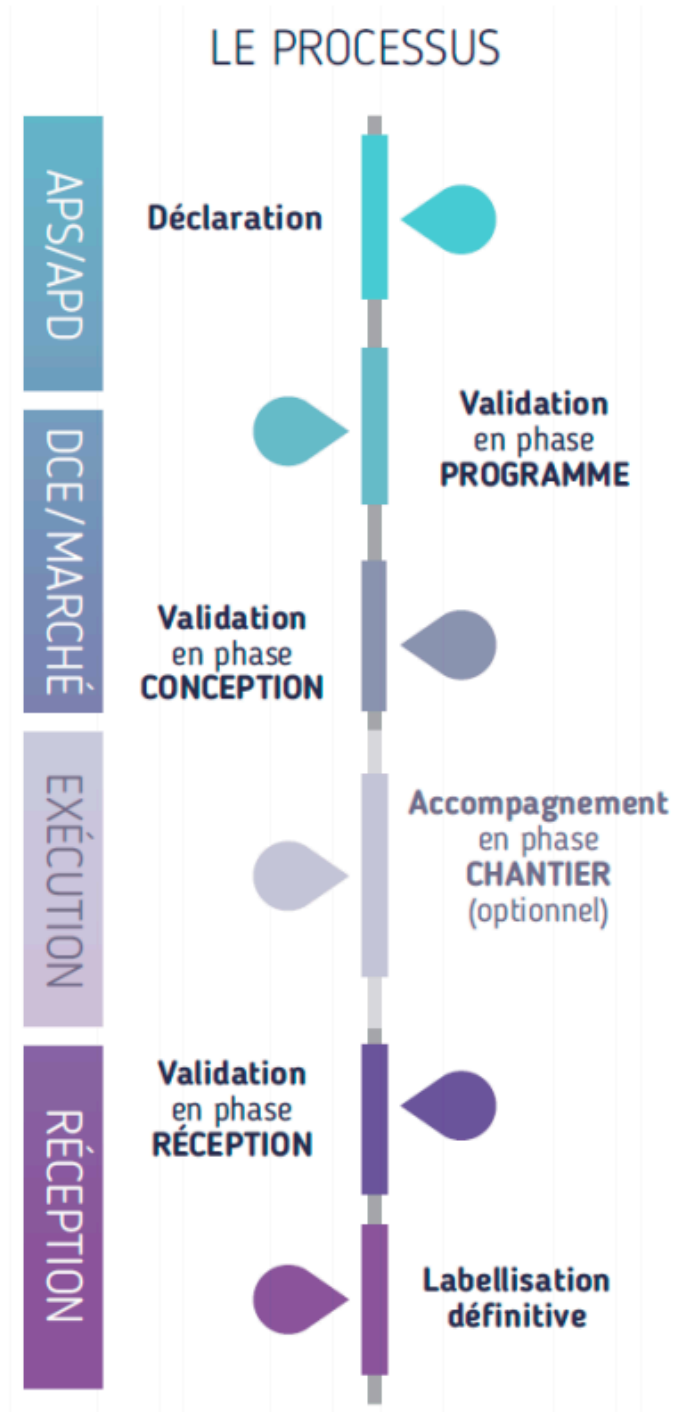 LE PROCESSUS
APS/APD
Déclaration
Validation
en phase
PROGRAMME
DCE/MARCHÉ
Validation
en phase
CONCEPTION
EXÉCUTION
Accompagnement
en phase
CHANTIER
(optionnel)
RÉCEPTION
Validation
en phase
RÉCEPTION
Labellisation
définitive